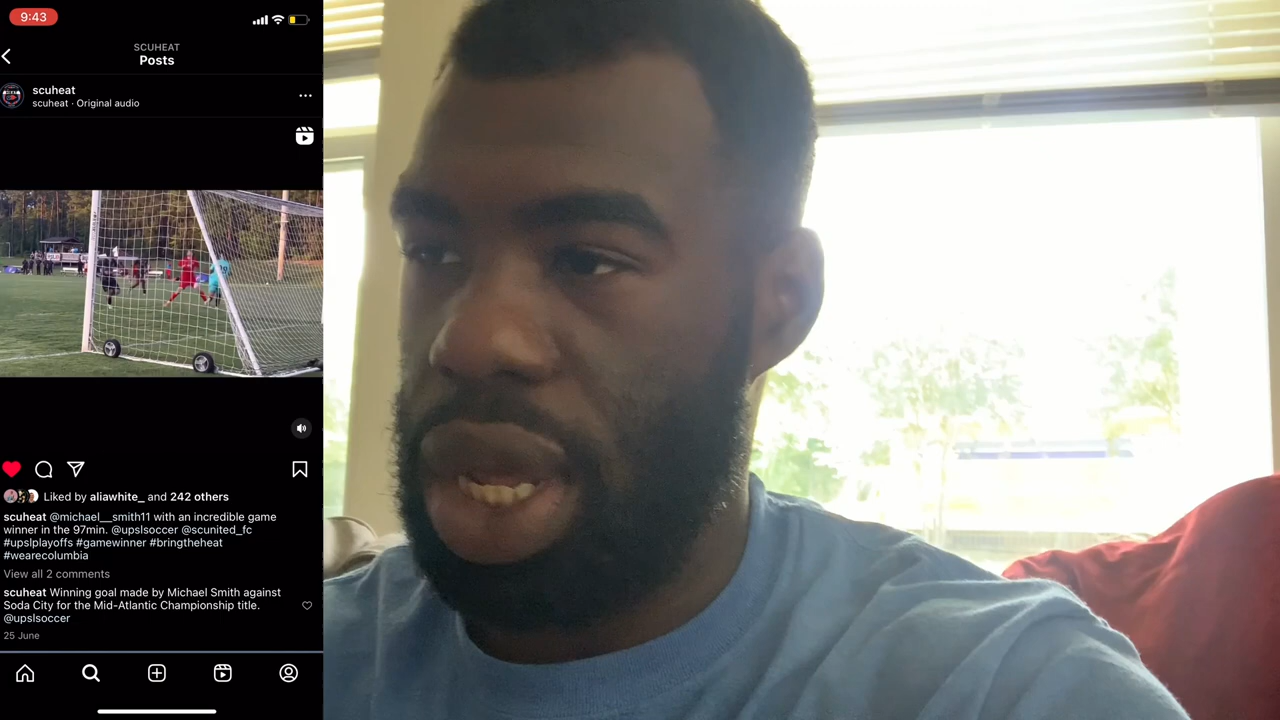 9:43
SCUHEAT
Posts
scuheat
scuheat · Original audio
Liked by aliawhite_ and 242 others
scuheat @michael__smith11 with an incredible game
winner in the 97min. @upslsoccer @scunited_fc
#upslplayoffs #gamewinner #bringtheheat
#wearecolumbia
View all 2 comments
scuheat Winning goal made by Michael Smith against
Soda City for the Mid-Atlantic Championship title.
@upslsoccer
25 June